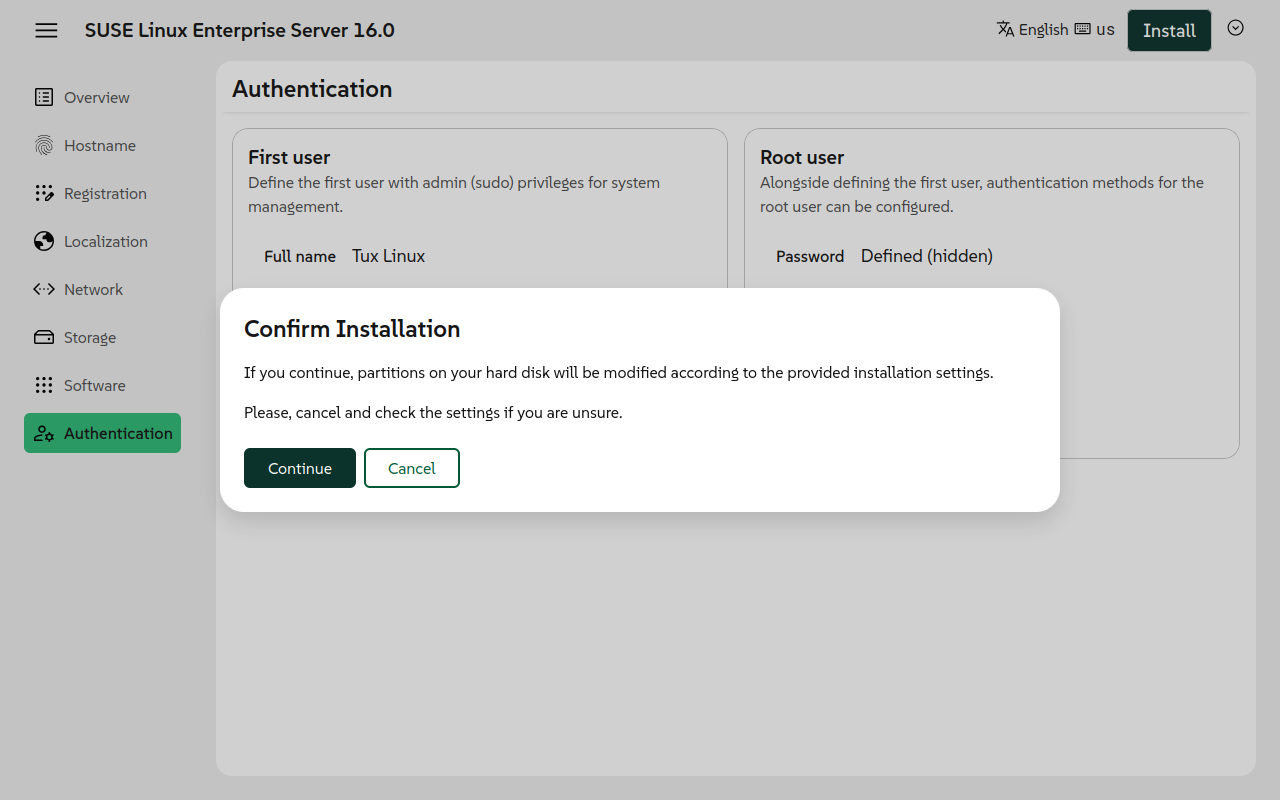 SUSE Linux Enterprise Server 16.0
English us
Install
Overview
Hostname
Registration
Localization
Network
Storage
Software
Authentication
Authentication
First user
Define the first user with admin (sudo) privileges for system
management.
Full name Tux Linux
Root user
Alongside defining the first user, authentication methods for the
root user can be configured.
Password Defined (hidden)
Confirm Installation
If you continue, partitions on your hard disk will be modified according to the provided installation settings.
Please, cancel and check the settings if you are unsure.
Continue Cancel